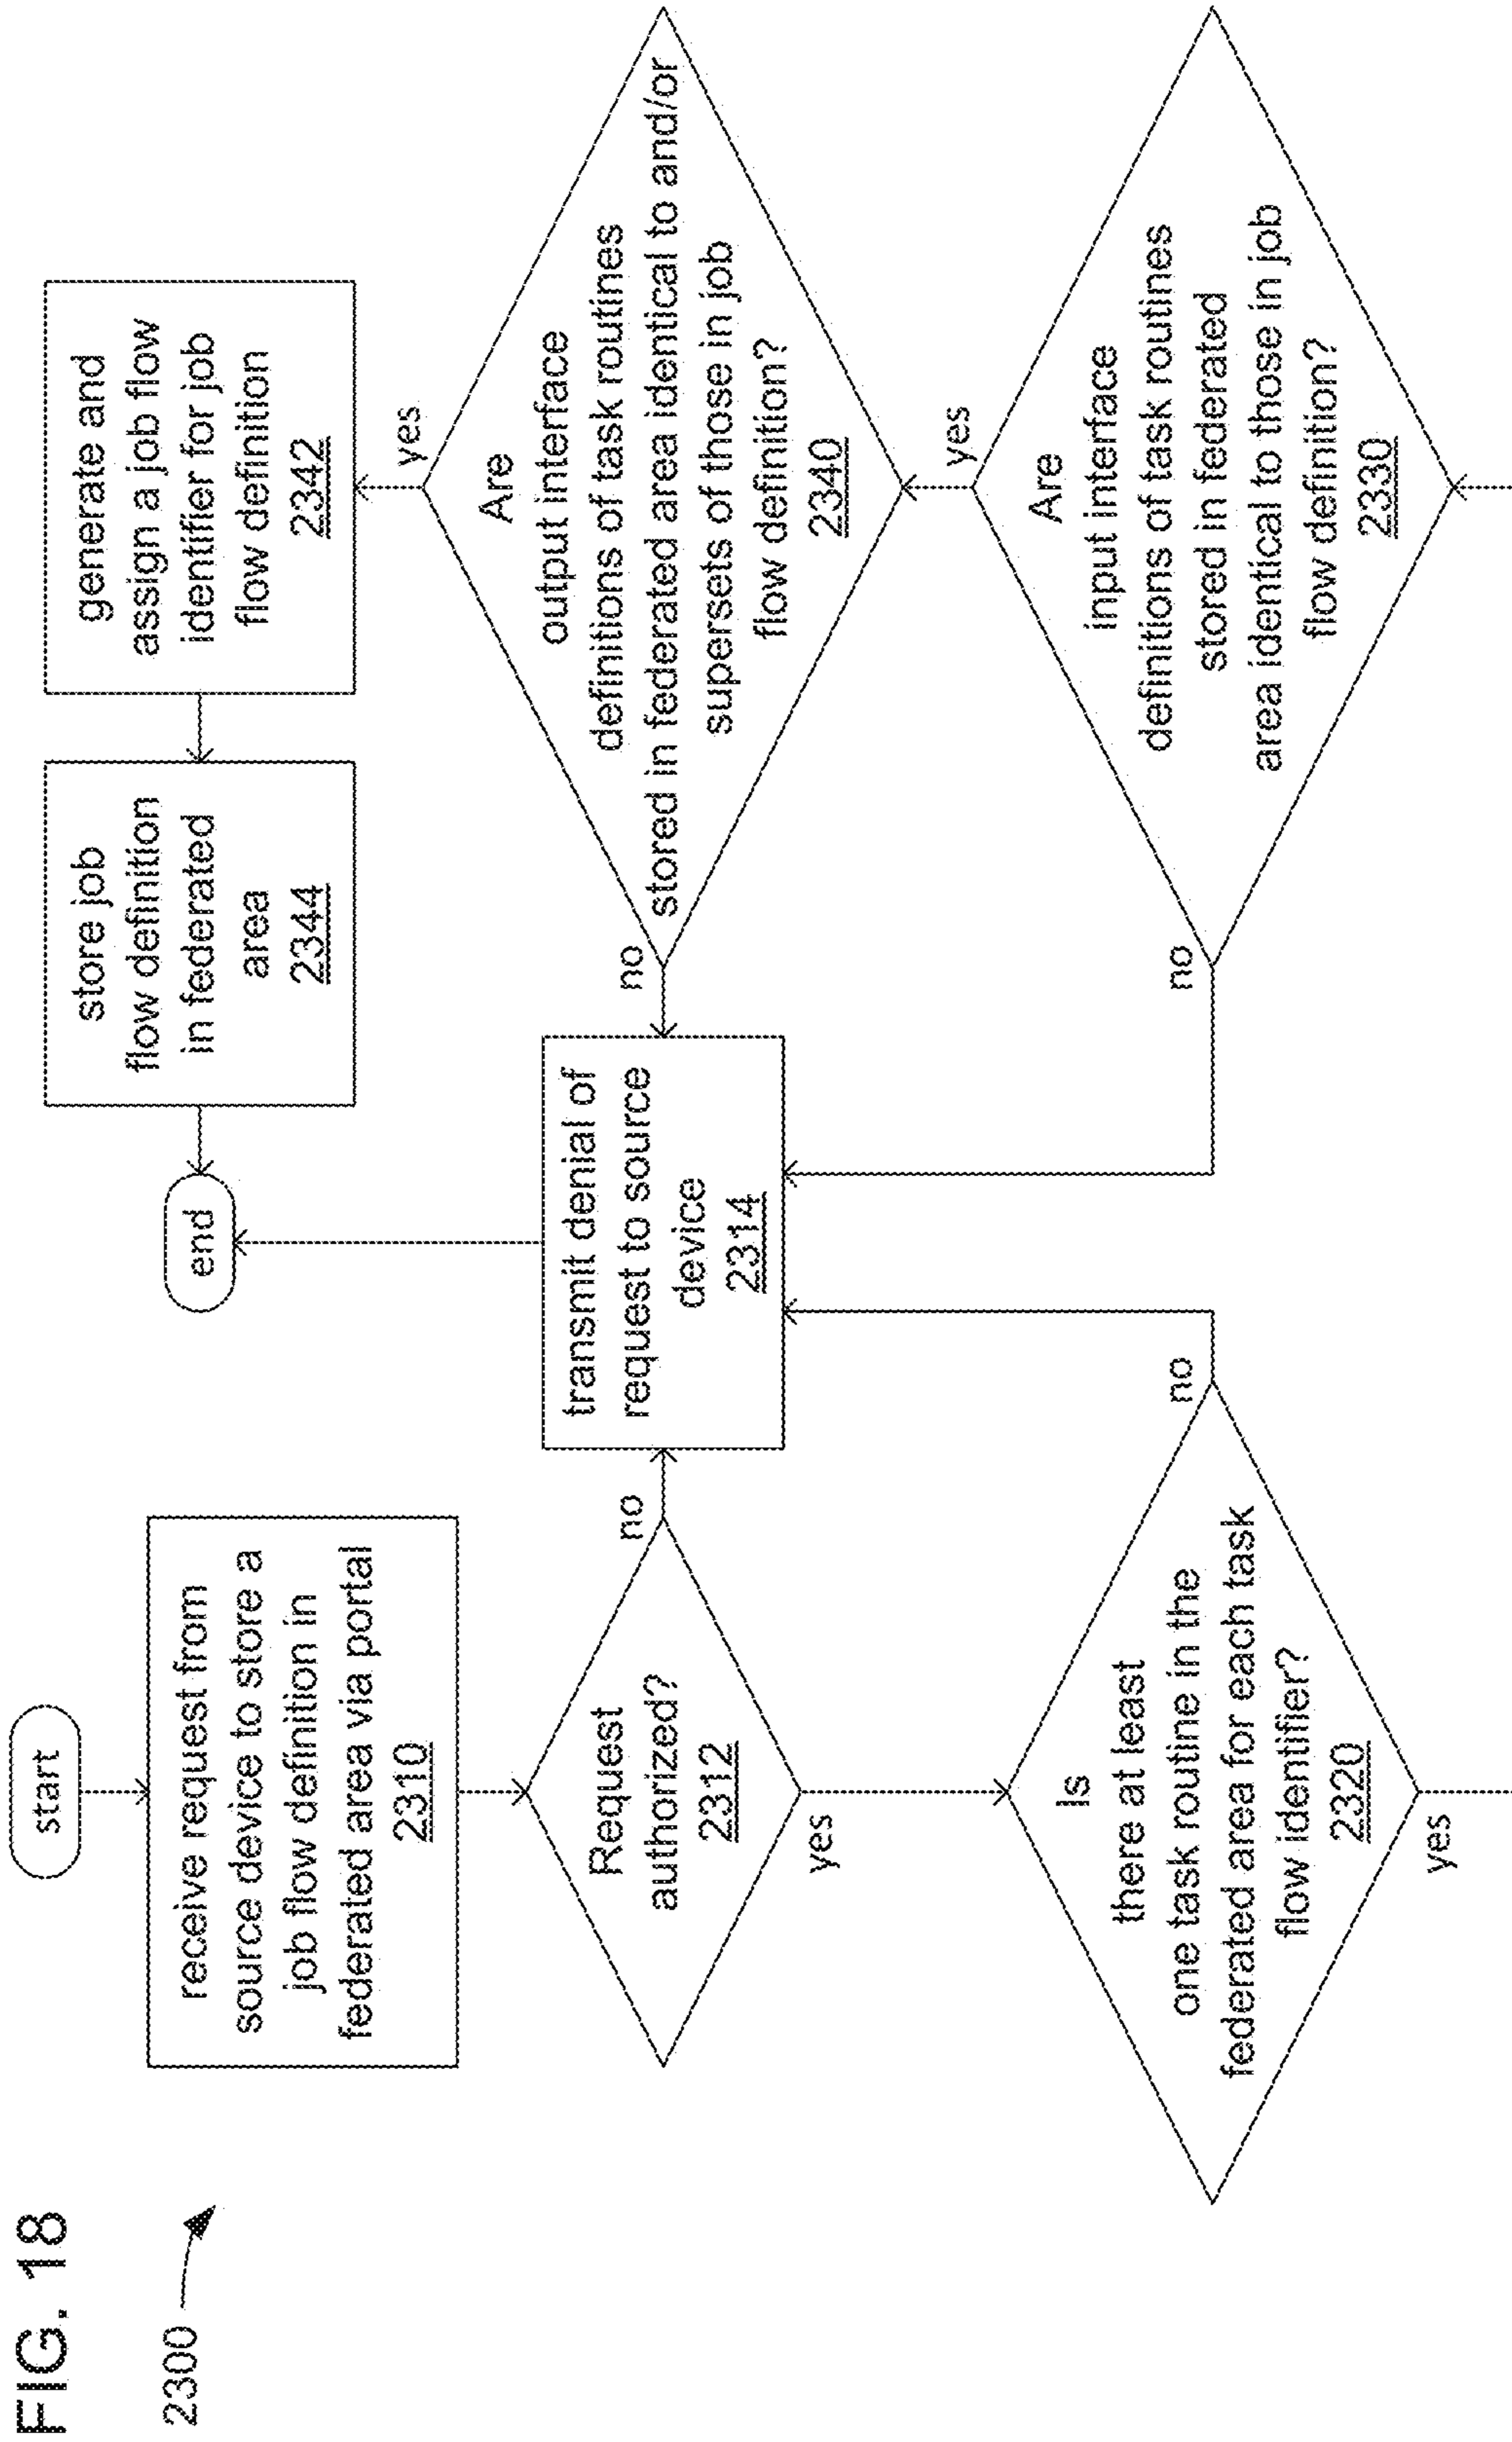 FIG. 18
2300
start
receive request from
source device to store a
job flow definition in
federated area via portal
2310
Request
authorized?
2312
no
yes
Is
there at least
one task routine in the
federated area for each task
flow identifier?
2320
no
yes
transmit denial of
request to source
device
2314
end
Are
input interface
definitions of task routines
stored in federated
area identical to those in job
flow definition?
2330
no
yes
Are
output interface
definitions of task routines
stored in federated area identical to and/or
supersets of those in job
flow definition?
2340
no
yes
generate and
assign a job flow
identifier for job
flow definition
2342
store job
flow definition
in federated
area
2344